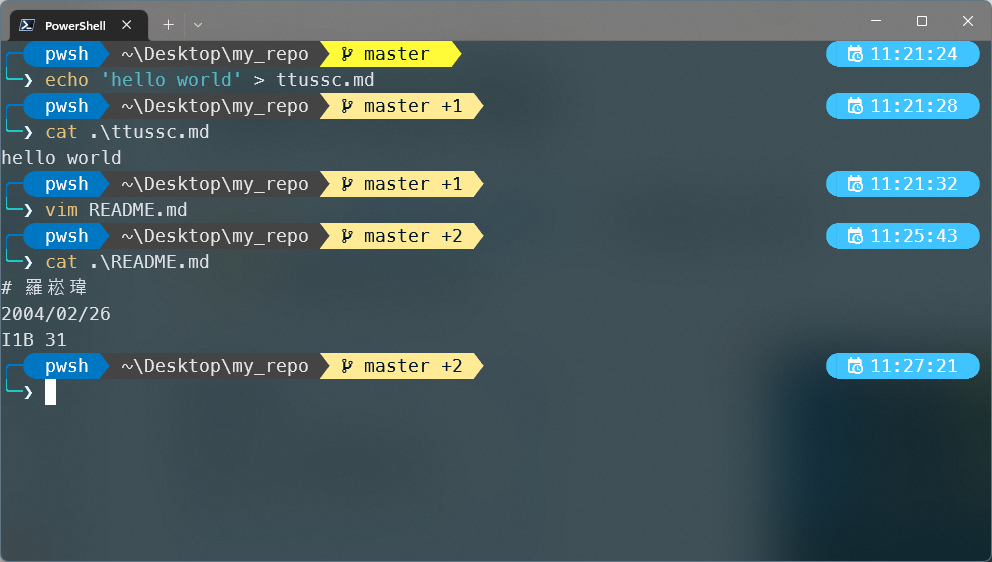 PowerShell
pwsh ~\Desktop\my_repo master 11:21:24
❯ echo 'hello world' > ttussc.md
pwsh ~\Desktop\my_repo master +1 11:21:28
❯ cat .\ttussc.md
hello world
pwsh ~\Desktop\my_repo master +1 11:21:32
❯ vim README.md
pwsh ~\Desktop\my_repo master +2 11:25:43
❯ cat .\README.md
# 羅崧瑋
2004/02/26
I1B 31
pwsh ~\Desktop\my_repo master +2 11:27:21
❯